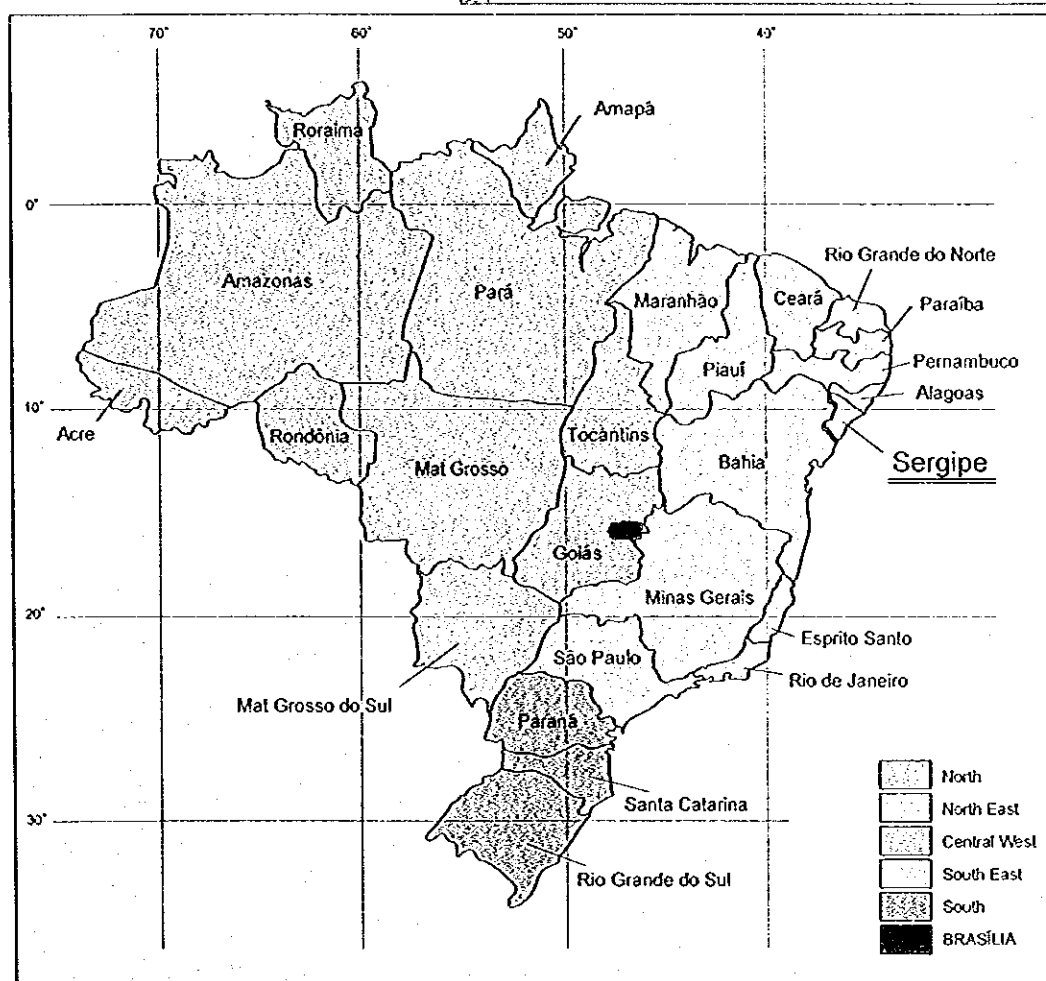 70° 60° 50° 40°
Amapá
Roraima
0°
Rio Grande do Norte
Amazonas
Pará
Maranhão
Ceará
Paraíba
Piauí
Pernambuco
Alagoas
10°
Acre
Rondônia
Tocantins
Mat Grosso
Bahia
Sergipe
Goiás
Minas Gerais
20°
Esprito Santo
São Paulo
Rio de Janeiro
Mat Grosso do Sul
Paraná
Santa Catarina
30°
Rio Grande do Sul
North
North East
Central West
South East
South
BRASÍLIA